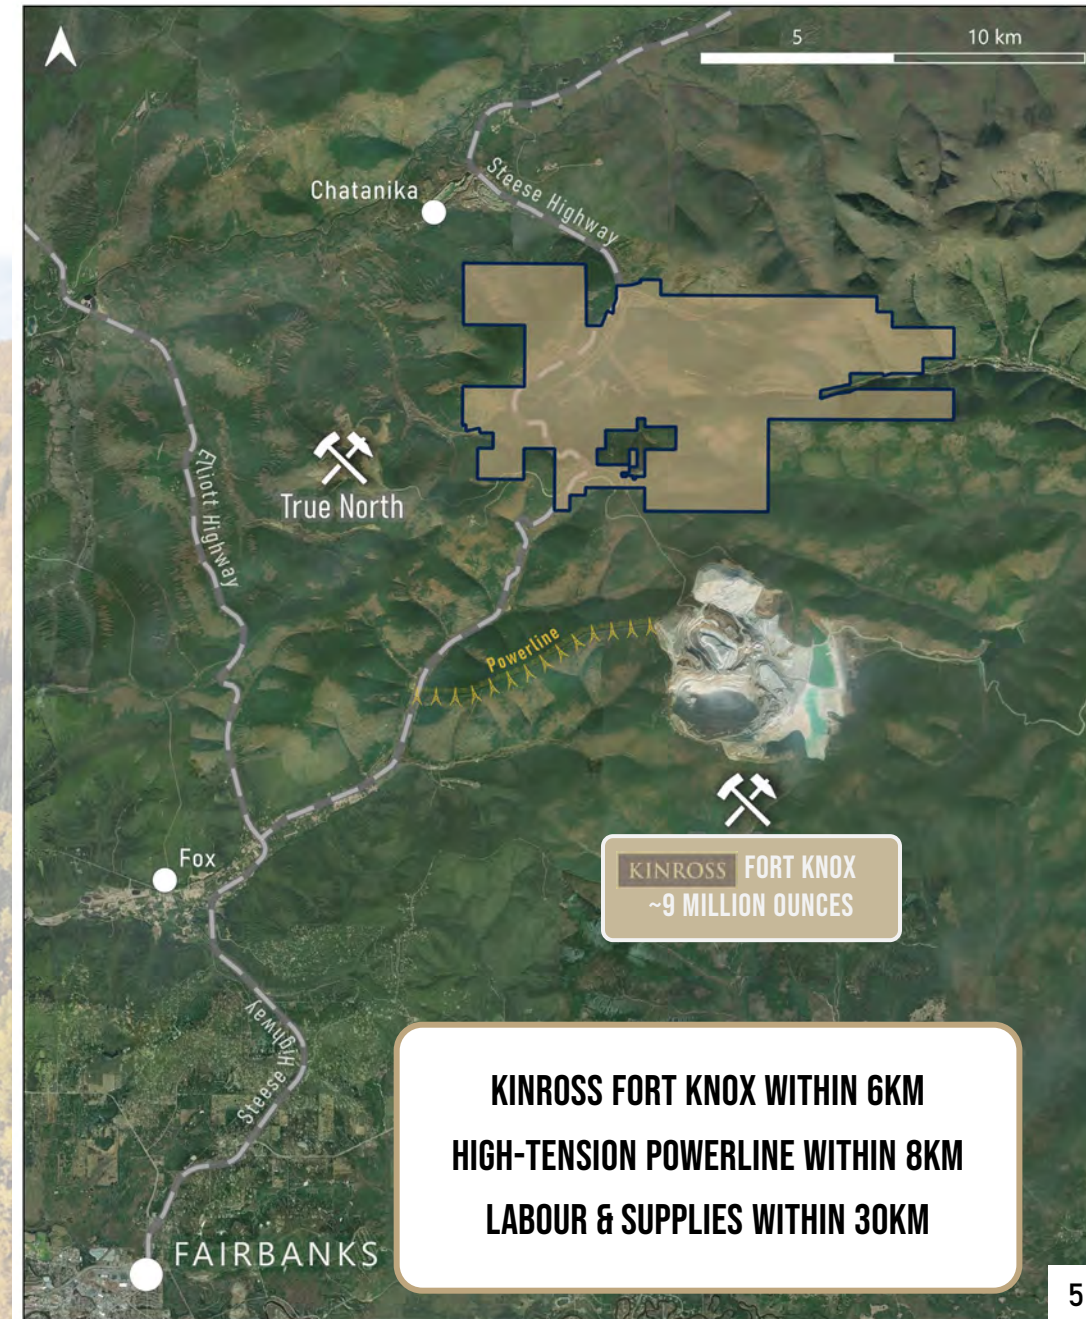 5
10 km
Chatanika
Steese Highway
Elliott Highway
True North
Powerline
Fox
KINROSS FORT KNOX
~9 MILLION OUNCES
Steese Highway
KINROSS FORT KNOX WITHIN 6KM
HIGH-TENSION POWERLINE WITHIN 8KM
LABOUR & SUPPLIES WITHIN 30KM
FAIRBANKS
5